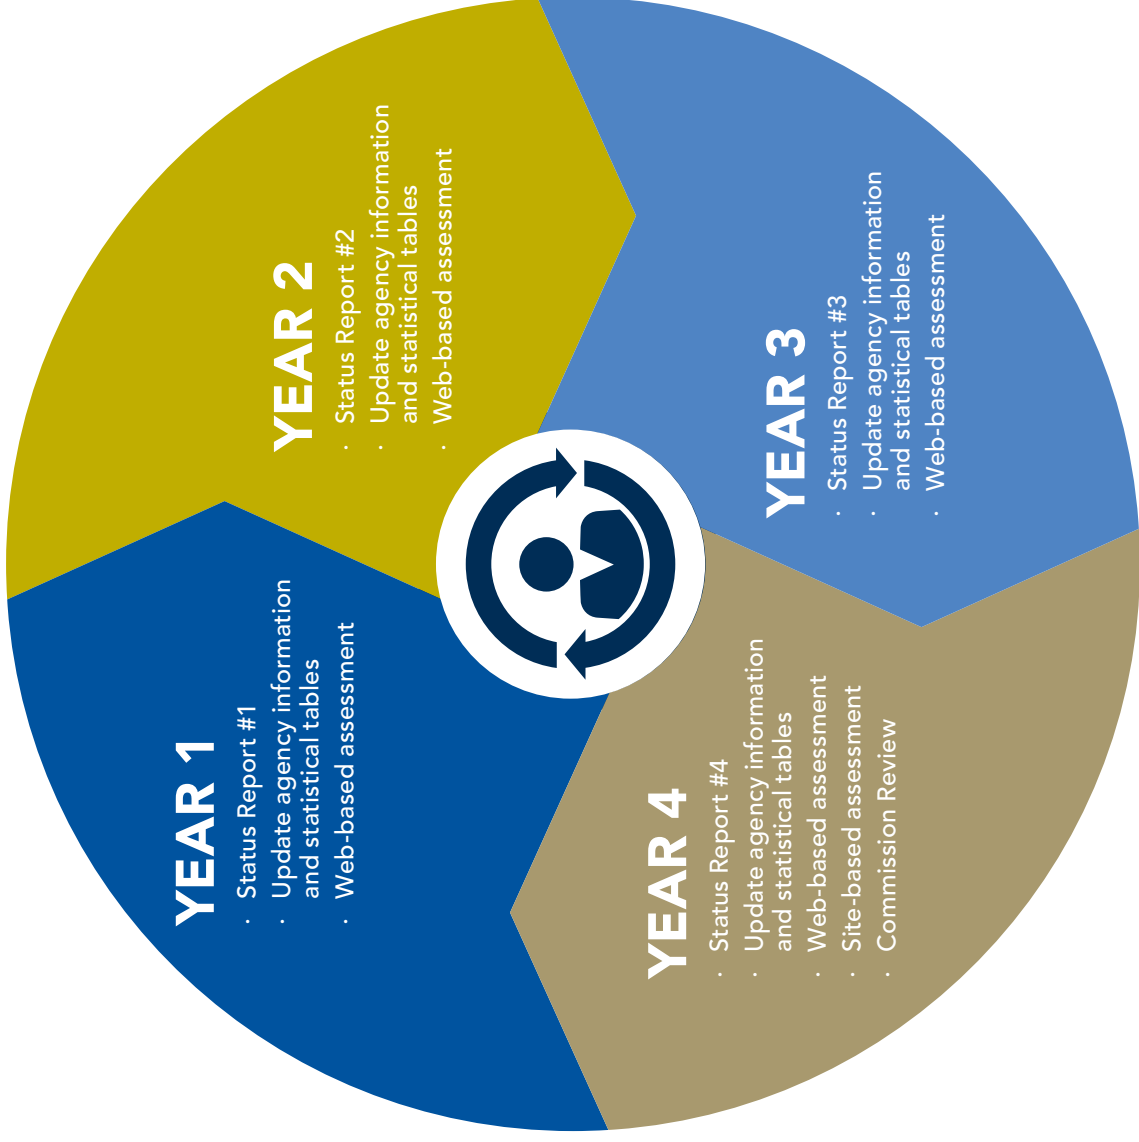 YEAR 1
· Status Report #1
· Update agency information
and statistical tables
· Web-based assessment
YEAR 2
· Status Report #2
· Update agency information
and statistical tables
· Web-based assessment
YEAR 3
· Status Report #3
· Update agency information
and statistical tables
· Web-based assessment
YEAR 4
· Status Report #4
· Update agency information
and statistical tables
· Web-based assessment
· Site-based assessment
· Commission Review